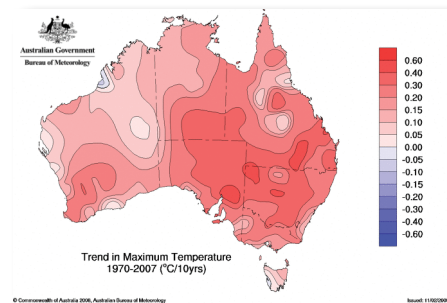 Australian Government
Bureau of Meteorology
0.60
0.40
0.30
0.20
0.15
0.10
0.05
0.00
-0.05
-0.10
-0.15
-0.20
-0.30
-0.40
-0.60
Trend in Maximum Temperature
1970-2007 (°C/10yrs)
© Commonwealth of Australia 2008, Australian Bureau of Meteorology
Issued: